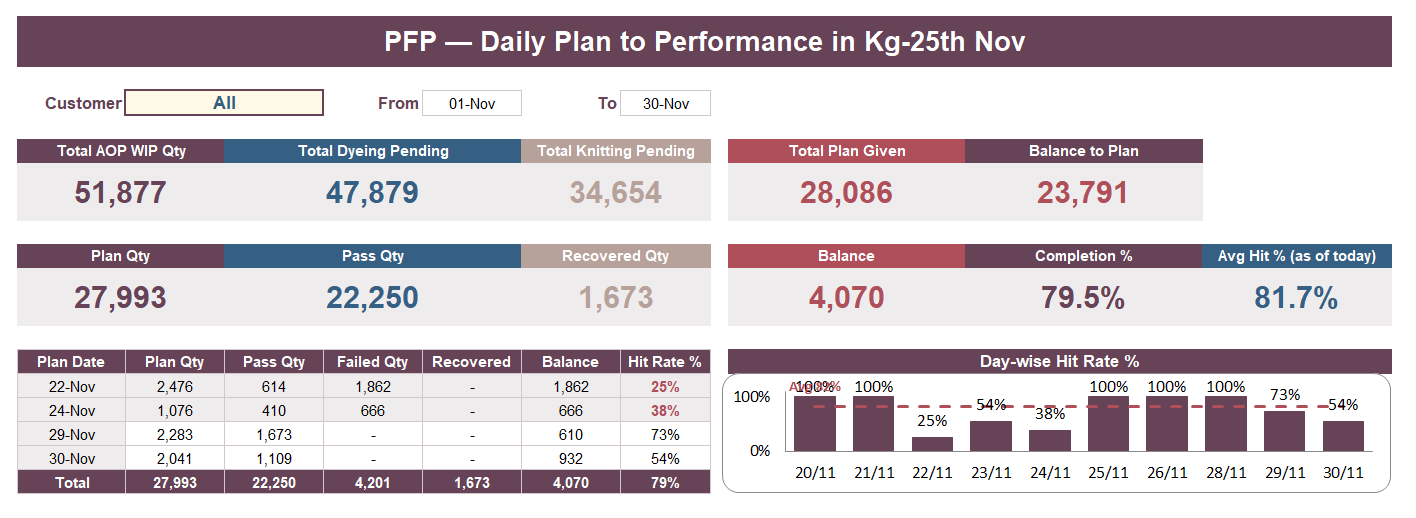 PFP — Daily Plan to Performance in Kg-25th Nov
Customer All From 01-Nov To 30-Nov
Total AOP WIP Qty Total Dyeing Pending Total Knitting Pending Total Plan Given Balance to Plan
51,877 47,879 34,654 28,086 23,791
Plan Qty Pass Qty Recovered Qty Balance Completion % Avg Hit % (as of today)
27,993 22,250 1,673 4,070 79.5% 81.7%
Plan Date Plan Qty Pass Qty Failed Qty Recovered Balance Hit Rate %
22-Nov 2,476 614 1,862 - 1,862 25%
24-Nov 1,076 410 666 - 666 38%
29-Nov 2,283 1,673 - - 610 73%
30-Nov 2,041 1,109 - - 932 54%
Total 27,993 22,250 4,201 1,673 4,070 79%
Day-wise Hit Rate %
100%
0%
100% 100% 25% 54% 38% 100% 100% 100% 73% 54%
20/11 21/11 22/11 23/11 24/11 25/11 26/11 28/11 29/11 30/11